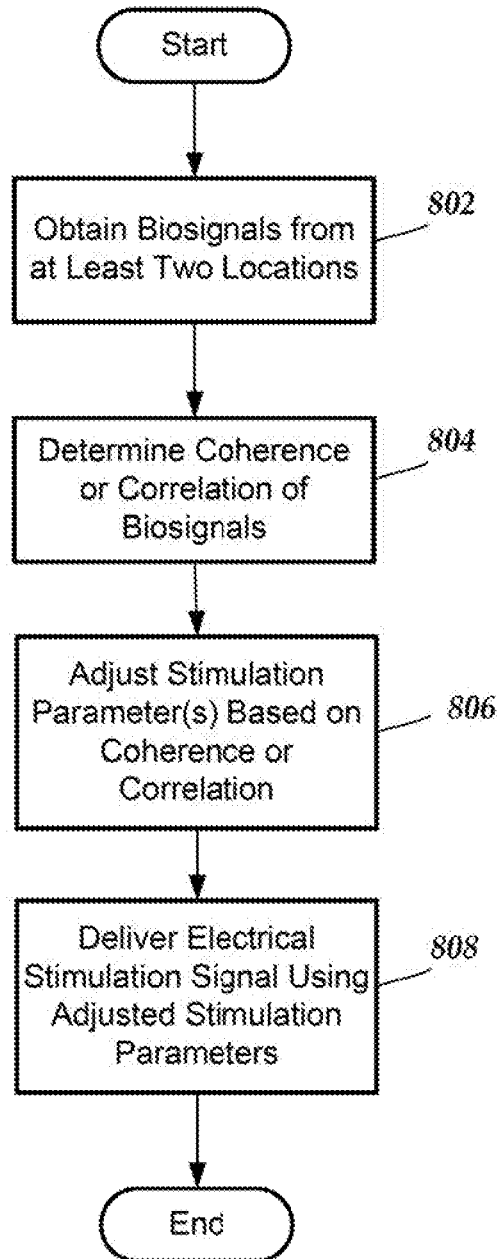 Start
802
Obtain Biosignals from
at Least Two Locations
804
Determine Coherence
or Correlation of
Biosignals
Adjust Stimulation
Parameter(s) Based on
Coherence or
Correlation
806
Deliver Electrical
Stimulation Signal Using
Adjusted Stimulation
Parameters
808
End